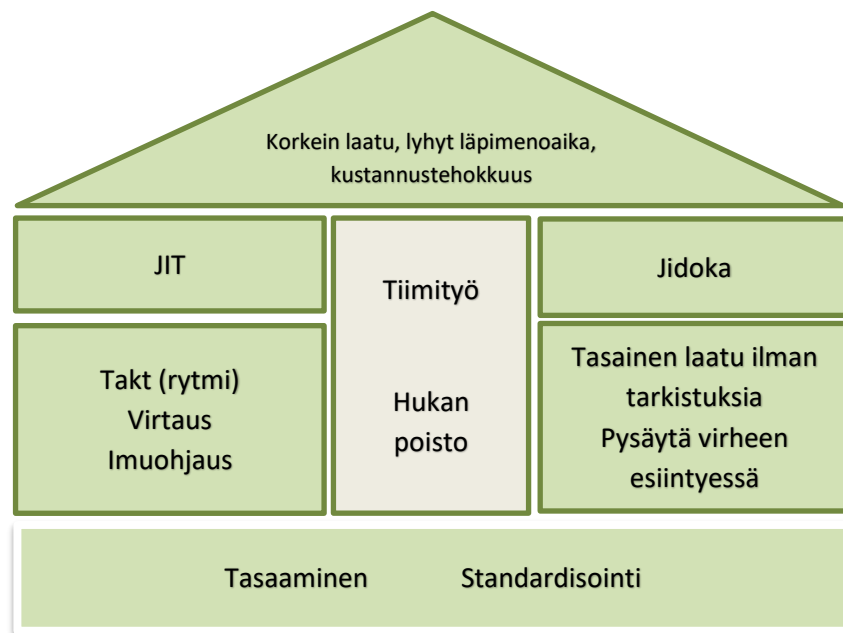 Korkein laatu, lyhyt läpimenoaika,
kustannustehokkuus
JIT
Takt (rytmi)
Virtaus
Imuohjaus
Tiimityö
Hukan
poisto
Jidoka
Tasainen laatu ilman
tarkistuksia
Pysäytä virheen
esiintyessä
Tasaaminen Standardisointi